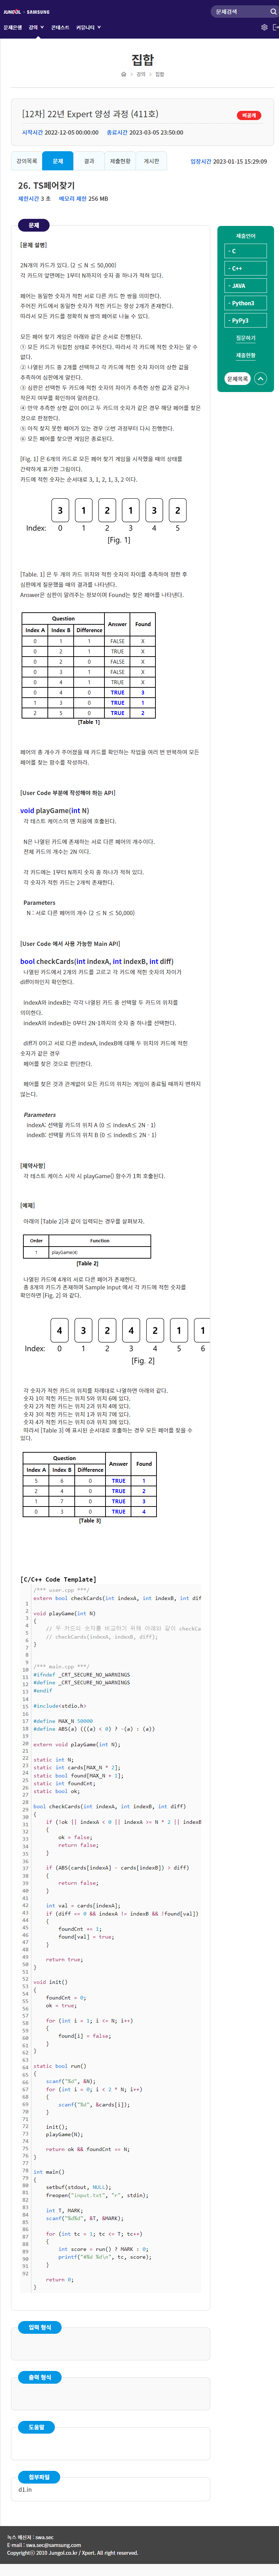 JUNGOL × SAMSUNG
문제검색
문제은행 강의 콘테스트 커뮤니티
집합
강의 집합
[12차] 22년 Expert 양성 과정 (411호)
비공개
시작시간 2022-12-05 00:00:00 종료시간 2023-03-05 23:50:00
강의목록 문제 결과 제출현황 게시판
입장시간 2023-01-15 15:29:09
26. TS페어찾기
제한시간 3 초 메모리 제한 256 MB
문제
제출언어
- C
- C++
- JAVA
- Python3
- PyPy3
질문하기
제출현황
문제목록
[문제 설명]
2N개의 카드가 있다. (2 ≤ N ≤ 50,000)
각 카드의 앞면에는 1부터 N까지의 숫자 중 하나가 적혀 있다.
페어는 동일한 숫자가 적힌 서로 다른 카드 한 쌍을 의미한다.
주어진 카드에서 동일한 숫자가 적힌 카드는 항상 2개가 존재한다.
따라서 모든 카드를 정확히 N 쌍의 페어로 나눌 수 있다.
모든 페어 찾기 게임은 아래와 같은 순서로 진행된다.
① 모든 카드가 뒤집힌 상태로 주어진다. 따라서 각 카드에 적힌 숫자는 알 수
없다.
② 나열된 카드 중 2개를 선택하고 각 카드에 적힌 숫자 차이의 상한 값을
추측하여 심판에게 알린다.
③ 심판은 선택한 두 카드에 적힌 숫자의 차이가 추측한 상한 값과 같거나
작은지 여부를 확인하여 알려준다.
④ 만약 추측한 상한 값이 0이고 두 카드의 숫자가 같은 경우 해당 페어를 찾은
것으로 판정한다.
⑤ 아직 찾지 못한 페어가 있는 경우 ②번 과정부터 다시 진행한다.
⑥ 모든 페어를 찾으면 게임은 종료된다.
[Fig. 1] 은 6개의 카드로 모든 페어 찾기 게임을 시작했을 때의 상태를
간략하게 표기한 그림이다.
카드에 적힌 숫자는 순서대로 3, 1, 2, 1, 3, 2 이다.
3 1 2 1 3 2
Index: 0 1 2 3 4 5
[Fig. 1]
[Table. 1] 은 두 개의 카드 위치와 적힌 숫자의 차이를 추측하여 정한 후
심판에게 질문했을 때의 결과를 나타낸다.
Answer은 심판이 알려주는 정보이며 Found는 찾은 페어를 나타낸다.
Question Answer Found
Index A Index B Difference
0 1 1 FALSE X
0 2 1 TRUE X
0 2 0 FALSE X
0 3 1 FALSE X
0 4 1 TRUE X
0 4 0 TRUE 3
1 3 0 TRUE 1
2 5 0 TRUE 2
[Table 1]
페어의 총 개수가 주어졌을 때 카드를 확인하는 작업을 여러 번 반복하여 모든
페어를 찾는 함수를 작성하라.
[User Code 부분에 작성해야 하는 API]
void playGame(int N)
각 테스트 케이스의 맨 처음에 호출된다.
N은 나열된 카드에 존재하는 서로 다른 페어의 개수이다.
전체 카드의 개수는 2N 이다.
각 카드에는 1부터 N까지 숫자 중 하나가 적혀 있다.
각 숫자가 적힌 카드는 2개씩 존재한다.
Parameters
N : 서로 다른 페어의 개수 (2 ≤ N ≤ 50,000)
[User Code 에서 사용 가능한 Main API]
bool checkCards(int indexA, int indexB, int diff)
나열된 카드에서 2개의 카드를 고르고 각 카드에 적힌 숫자의 차이가
diff이하인지 확인한다.
indexA와 indexB는 각각 나열된 카드 중 선택할 두 카드의 위치를
의미한다.
indexA와 indexB는 0부터 2N-1까지의 숫자 중 하나를 선택한다.
diff가 0이고 서로 다른 indexA, indexB에 대해 두 위치의 카드에 적힌
숫자가 같은 경우
페어를 찾은 것으로 판단한다.
페어를 찾은 것과 관계없이 모든 카드의 위치는 게임이 종료될 때까지 변하지
않는다.
Parameters
indexA: 선택할 카드의 위치 A (0 ≤ indexA≤ 2N - 1)
indexB: 선택할 카드의 위치 B (0 ≤ indexB≤ 2N - 1)
[제약사항]
각 테스트 케이스 시작 시 playGame() 함수가 1회 호출된다.
[예제]
아래의 [Table 2]과 같이 입력되는 경우를 살펴보자.
Order Function
1 playGame(4)
[Table 2]
나열된 카드에 4개의 서로 다른 페어가 존재한다.
총 8개의 카드가 존재하며 Sample input 에서 각 카드에 적힌 숫자를
확인하면 [Fig. 2] 와 같다.
4 3 2 4 2 1 1
Index: 0 1 2 3 4 5 6
[Fig. 2]
각 숫자가 적힌 카드의 위치를 차례대로 나열하면 아래와 같다.
숫자 1이 적힌 카드는 위치 5와 위치 6에 있다.
숫자 2가 적힌 카드는 위치 2과 위치 4에 있다.
숫자 3이 적힌 카드는 위치 1과 위치 7에 있다.
숫자 4가 적힌 카드는 위치 0과 위치 3에 있다.
따라서 [Table 3] 에 표시된 순서대로 호출하는 경우 모든 페어를 찾을 수
있다.
Question Answer Found
Index A Index B Difference
5 6 0 TRUE 1
2 4 0 TRUE 2
1 7 0 TRUE 3
0 3 0 TRUE 4
[Table 3]
[C/C++ Code Template]
/*** user.cpp ***/
extern bool checkCards(int indexA, int indexB, int dif
void playGame(int N)
{
// 두 카드의 숫자를 비교하기 위해 아래와 같이 checkCa
// checkCards(indexA, indexB, diff);
}
/*** main.cpp ***/
#ifndef _CRT_SECURE_NO_WARNINGS
#define _CRT_SECURE_NO_WARNINGS
#endif
#include<stdio.h>
#define MAX_N 50000
#define ABS(a) (((a) < 0) ? -(a) : (a))
extern void playGame(int N);
static int N;
static int cards[MAX_N * 2];
static bool found[MAX_N + 1];
static int foundCnt;
static bool ok;
bool checkCards(int indexA, int indexB, int diff)
{
if (!ok || indexA < 0 || indexA >= N * 2 || indexB
{
ok = false;
return false;
}
if (ABS(cards[indexA] - cards[indexB]) > diff)
{
return false;
}
int val = cards[indexA];
if (diff == 0 && indexA != indexB && !found[val])
{
foundCnt += 1;
found[val] = true;
}
return true;
}
void init()
{
foundCnt = 0;
ok = true;
for (int i = 1; i <= N; i++)
{
found[i] = false;
}
}
static bool run()
{
scanf("%d", &N);
for (int i = 0; i < 2 * N; i++)
{
scanf("%d", &cards[i]);
}
init();
playGame(N);
return ok && foundCnt == N;
}
int main()
{
setbuf(stdout, NULL);
freopen("input.txt", "r", stdin);
int T, MARK;
scanf("%d%d", &T, &MARK);
for (int tc = 1; tc <= T; tc++)
{
int score = run() ? MARK : 0;
printf("#%d %d\n", tc, score);
}
return 0;
}
입력 형식
출력 형식
도움말
첨부파일
d1.in
녹스 메신저 : swa.sec
E mail : swa.sec@samsung.com
Copyrightⓒ 2010 Jungol.co.kr / Xpert. All right reserved.